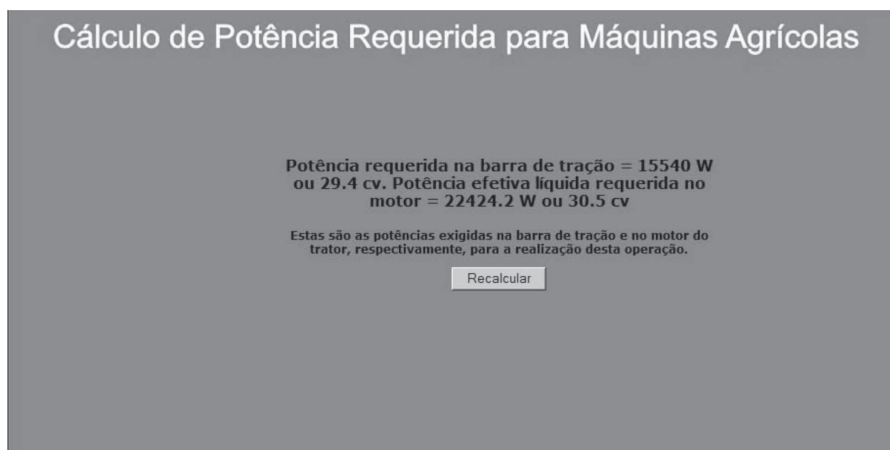 Cálculo de Potência Requerida para Máquinas Agrícolas
Potência requerida na barra de tração = 15540 W
ou 29.4 cv. Potência efetiva líquida requerida no
motor = 22424.2 W ou 30.5 cv
Estas são as potências exigidas na barra de tração e no motor do
trator, respectivamente, para a realização desta operação.
Recalcular